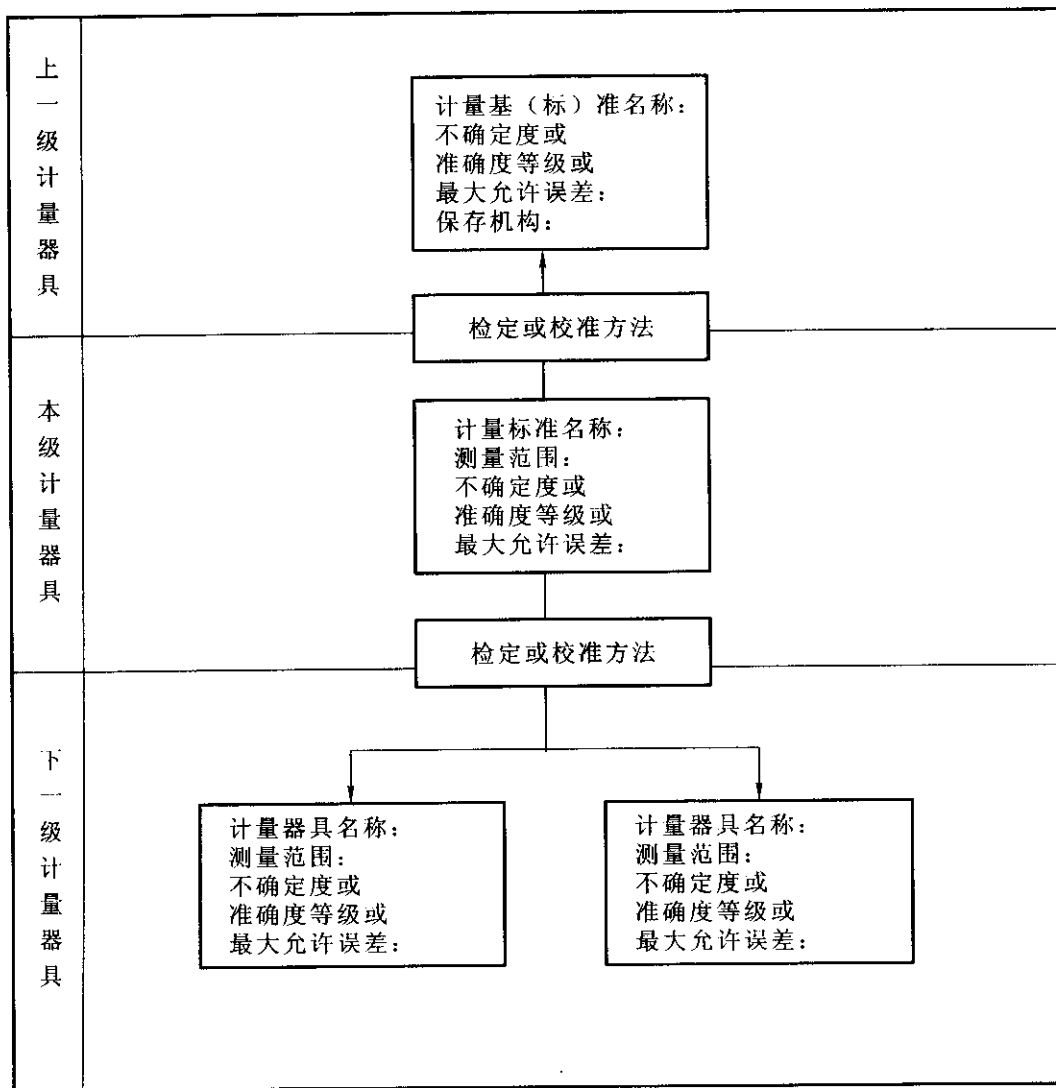 上一级计量器具
计量基（标）准名称：
不确定度或
准确度等级或
最大允许误差：
保存机构：
检定或校准方法
本级计量器具
计量标准名称：
测量范围：
不确定度或
准确度等级或
最大允许误差：
检定或校准方法
下一级计量器具
计量器具名称：
测量范围：
不确定度或
准确度等级或
最大允许误差：
计量器具名称：
测量范围：
不确定度或
准确度等级或
最大允许误差：